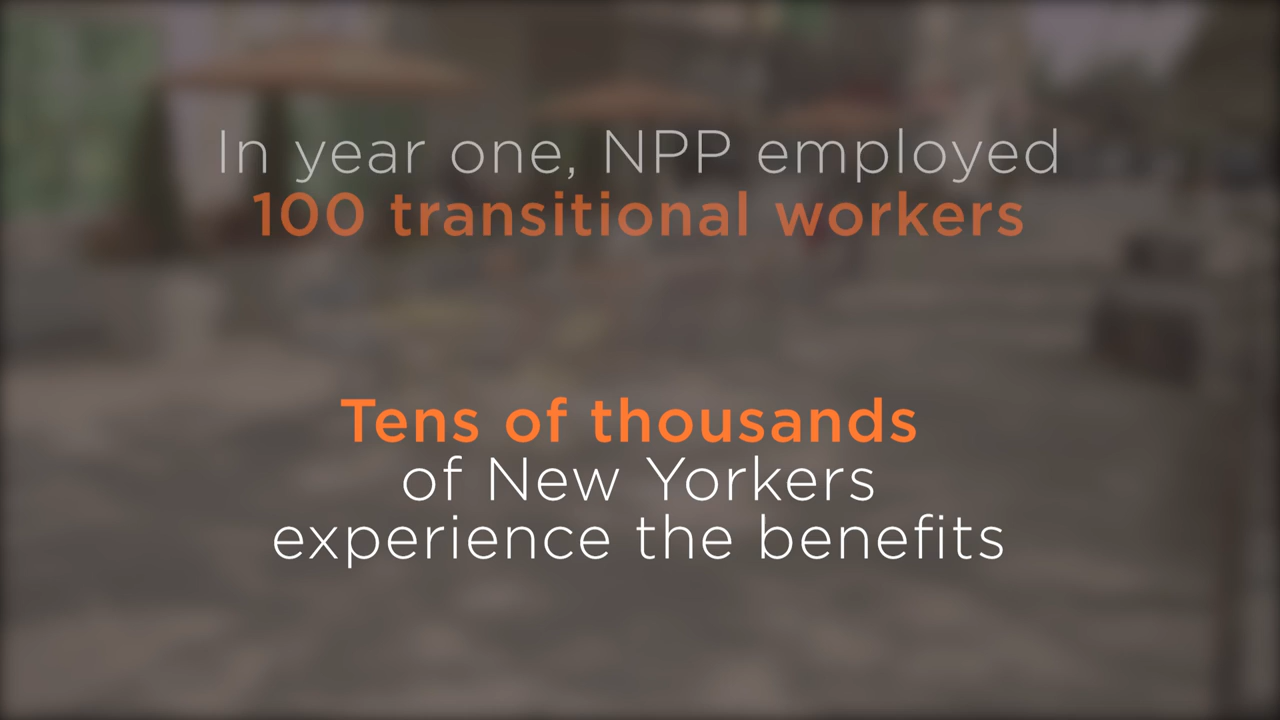 In year one, NPP employed
100 transitional workers
Tens of thousands
of New Yorkers
experience the benefits